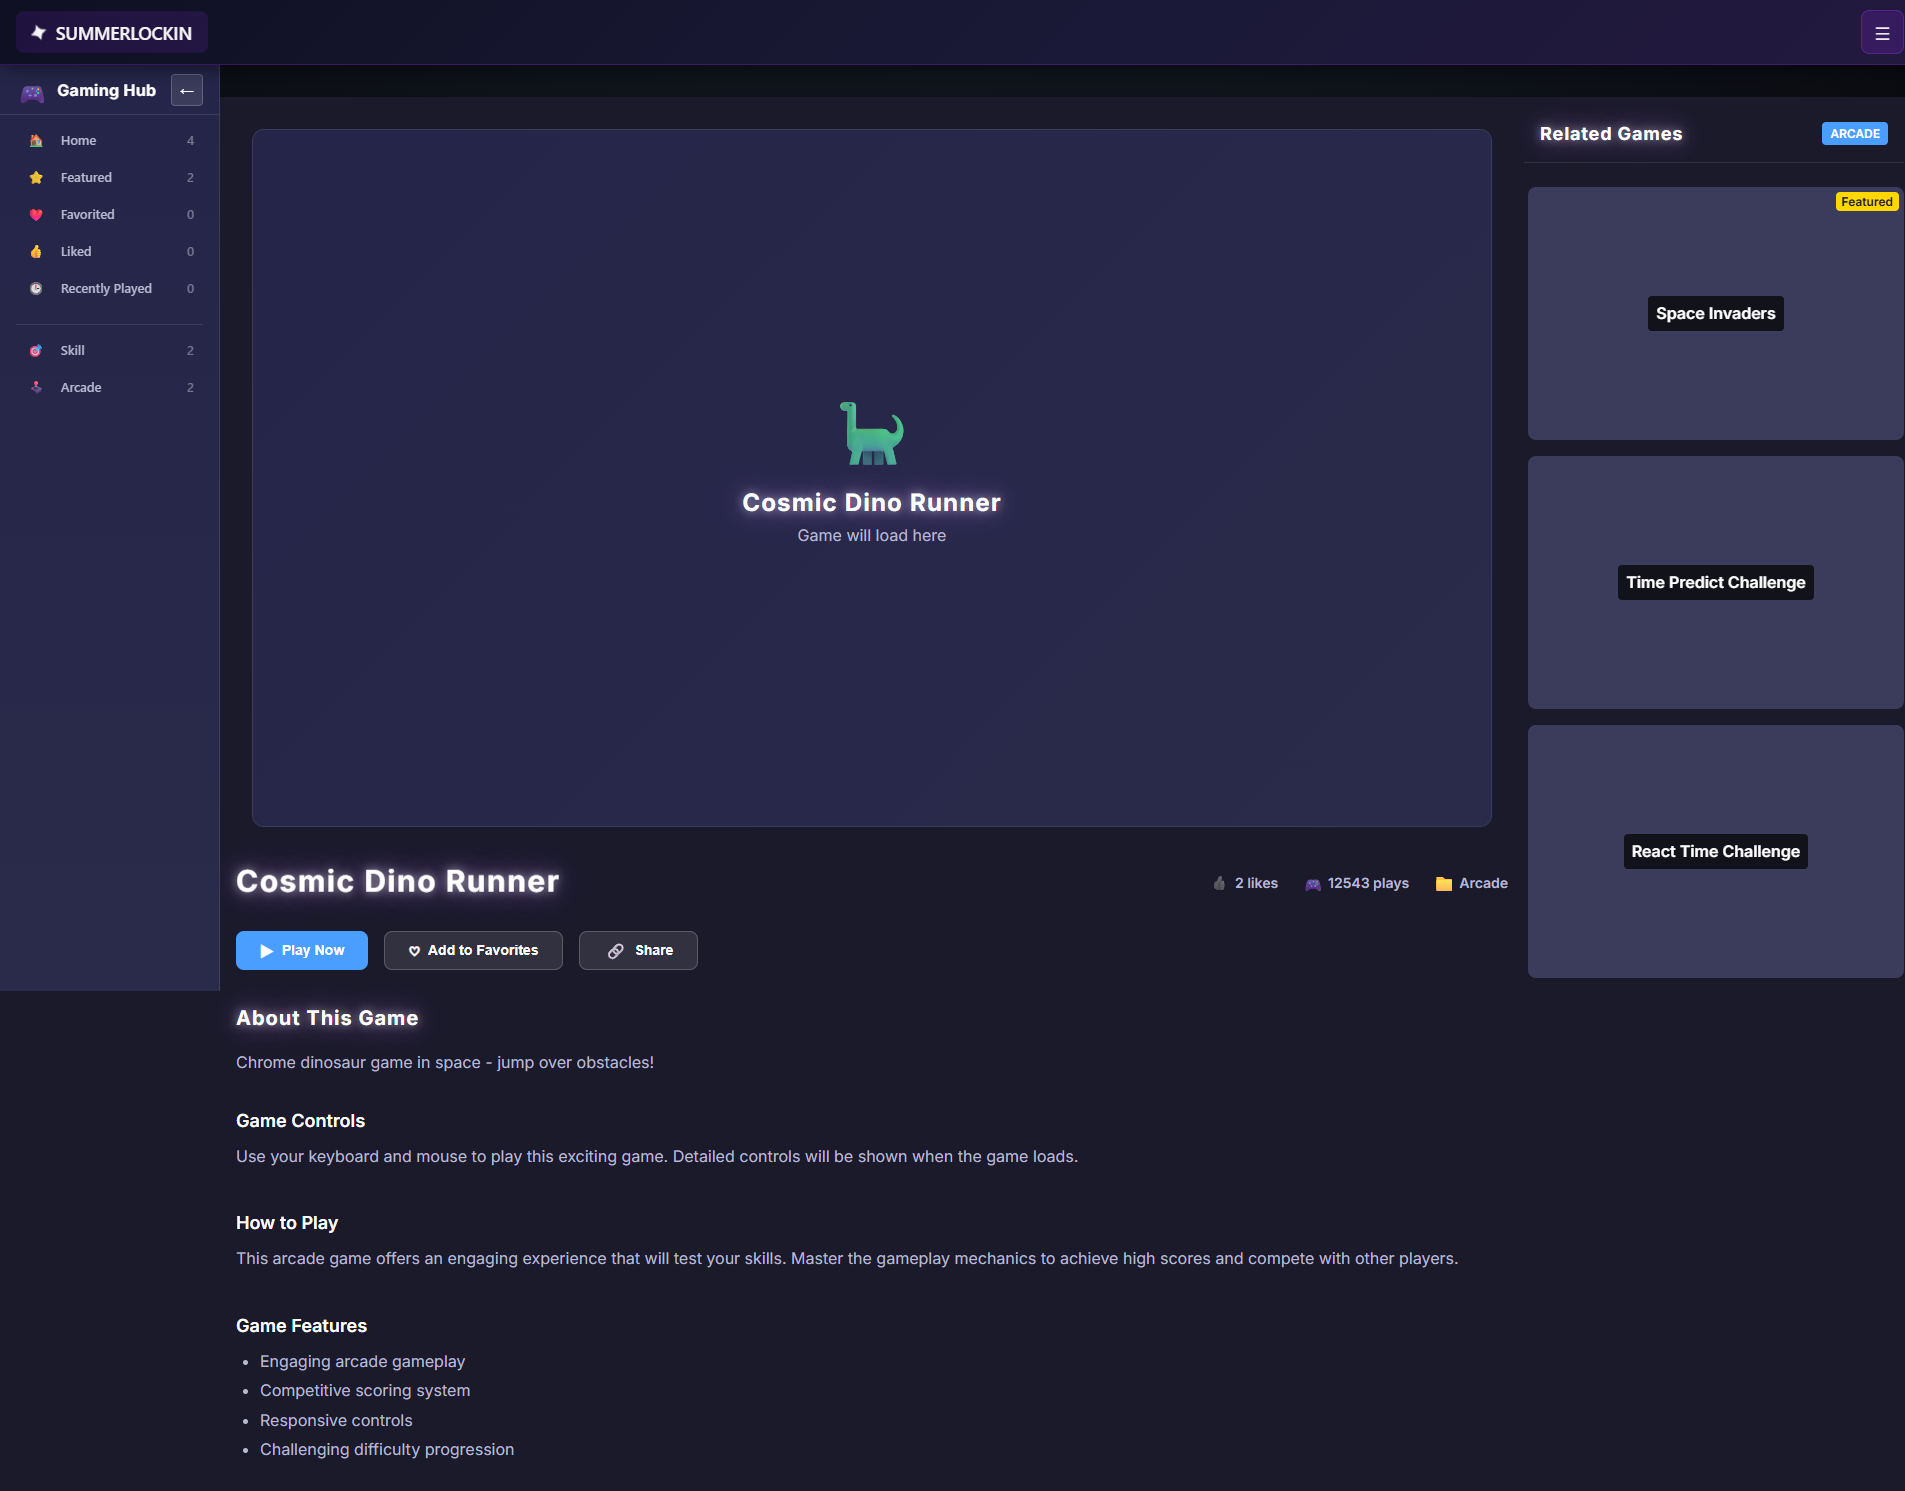 SUMMERLOCKIN
Gaming Hub
Home 4
Featured 2
Favorited 0
Liked 0
Recently Played 0
Skill 2
Arcade 2
Cosmic Dino Runner
Game will load here
Cosmic Dino Runner
2 likes
12543 plays
Arcade
Play Now
Add to Favorites
Share
About This Game
Chrome dinosaur game in space - jump over obstacles!
Game Controls
Use your keyboard and mouse to play this exciting game. Detailed controls will be shown when the game loads.
How to Play
This arcade game offers an engaging experience that will test your skills. Master the gameplay mechanics to achieve high scores and compete with other players.
Game Features
Engaging arcade gameplay
Competitive scoring system
Responsive controls
Challenging difficulty progression
Related Games
ARCADE
Featured
Space Invaders
Time Predict Challenge
React Time Challenge